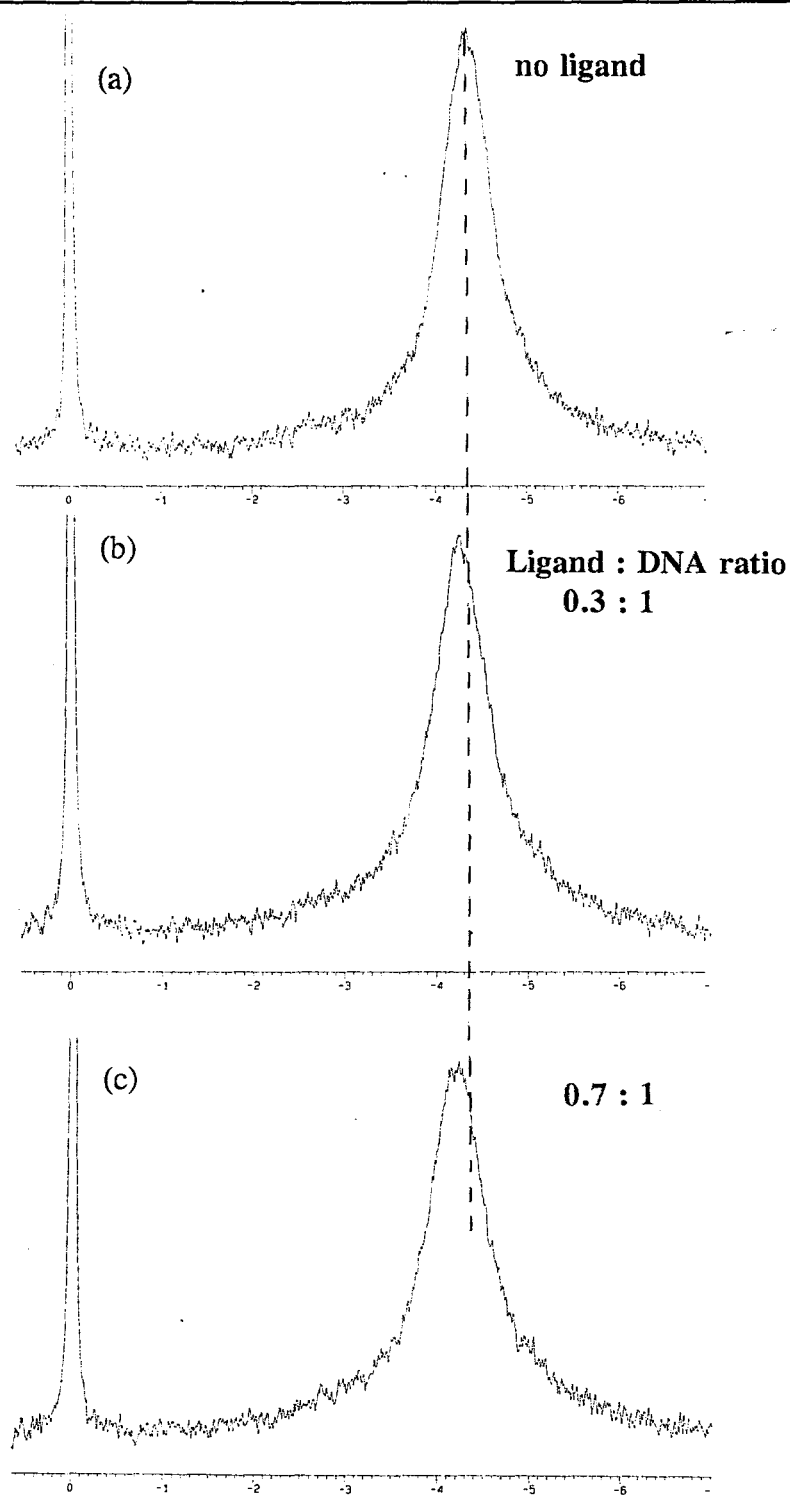 (a)
no ligand
0 -1 -2 -3 -4 -5 -6 -
(b)
Ligand : DNA ratio
0.3 : 1
0 -1 -2 -3 -4 -5 -6 -
(c)
0.7 : 1
0 -1 -2 -3 -4 -5 -6 -